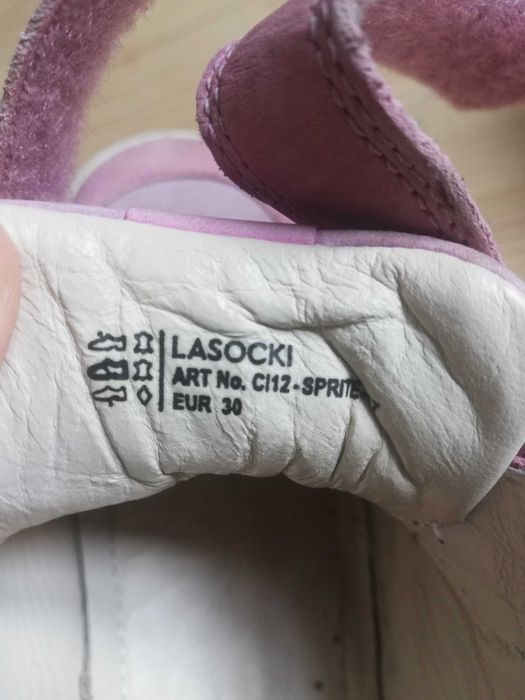 LASOCKI
ART No. CI12-SPRITE
EUR 30